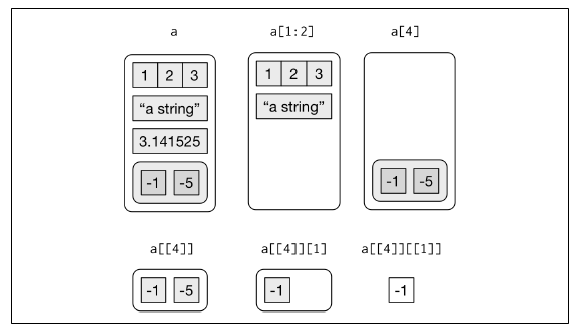 a a[1:2] a[4]
1 2 3 1 2 3
“a string” “a string”
3.141525
-1 -5 -1 -5
a[[4]] a[[4]][1] a[[4]][[1]]
-1 -5 -1 -1